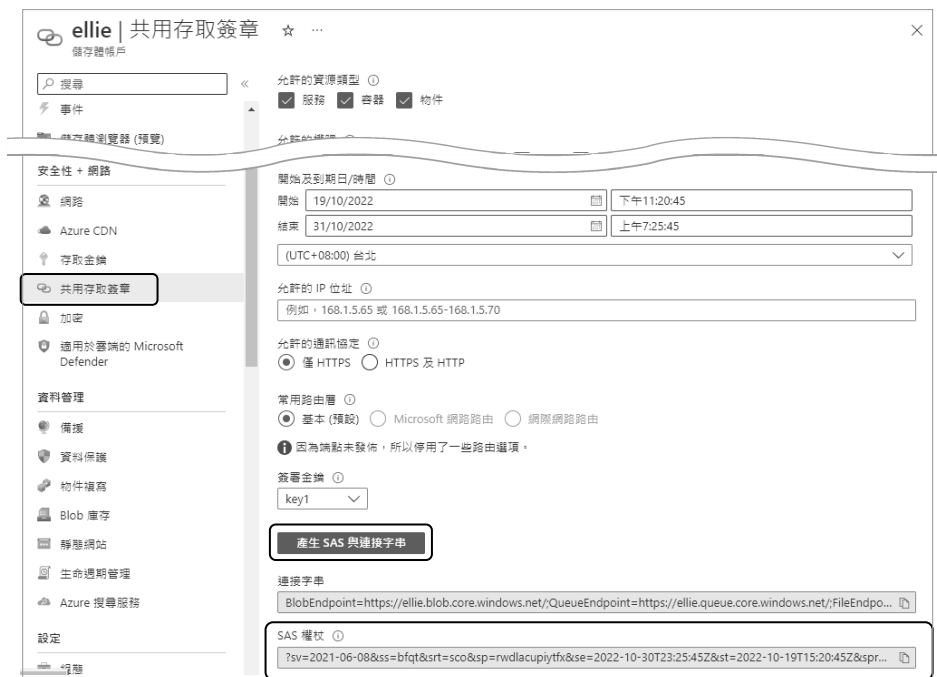 ellie | 共用存取簽章 ☆ ...
儲存體帳戶
搜尋
事件
儲存體瀏覽器 (預覽)
安全性 + 網路
網路
Azure CDN
存取金鑰
共用存取簽章
加密
適用於雲端的 Microsoft
Defender
資料管理
備援
資料保護
物件複寫
Blob 庫存
靜態網站
生命週期管理
Azure 搜尋服務
設定
組態
允許的資源類型
服務 容器 物件
允許的權限
開始及到期日/時間
開始 19/10/2022 下午11:20:45
結束 31/10/2022 上午7:25:45
(UTC+08:00) 台北
允許的 IP 位址
例如，168.1.5.65 或 168.1.5.65-168.1.5.70
允許的通訊協定
僅 HTTPS HTTPS 及 HTTP
常用路由層
基本 (預設) Microsoft 網路路由 網際網路路由
因為端點未發佈，所以停用了一些路由選項。
簽署金鑰
key1
產生 SAS 與連接字串
連接字串
BlobEndpoint=https://ellie.blob.core.windows.net/;QueueEndpoint=https://ellie.queue.core.windows.net/;FileEndpo...
SAS 權杖
?sv=2021-06-08&ss=bfqt&srt=sco&sp=rwdlacupiytfx&se=2022-10-30T23:25:45Z&st=2022-10-19T15:20:45Z&spr...